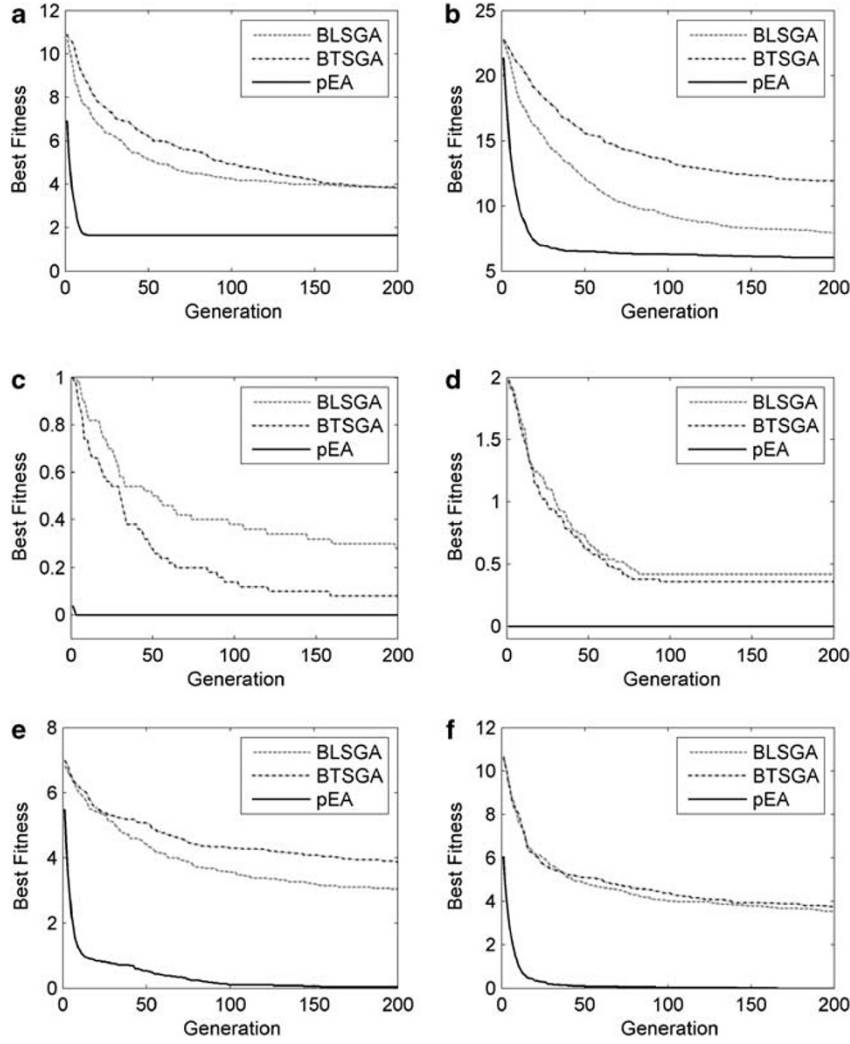 a
12
10
8
6
4
2
0
Best Fitness
BLSGA
BTSGA
pEA
0 50 100 150 200
Generation
b
25
20
15
10
5
Best Fitness
BLSGA
BTSGA
pEA
0 50 100 150 200
Generation
c
1
0.8
0.6
0.4
0.2
0
Best Fitness
BLSGA
BTSGA
pEA
0 50 100 150 200
Generation
d
2
1.5
1
0.5
0
Best Fitness
BLSGA
BTSGA
pEA
0 50 100 150 200
Generation
e
8
6
4
2
0
Best Fitness
BLSGA
BTSGA
pEA
0 50 100 150 200
Generation
f
12
10
8
6
4
2
0
Best Fitness
BLSGA
BTSGA
pEA
0 50 100 150 200
Generation